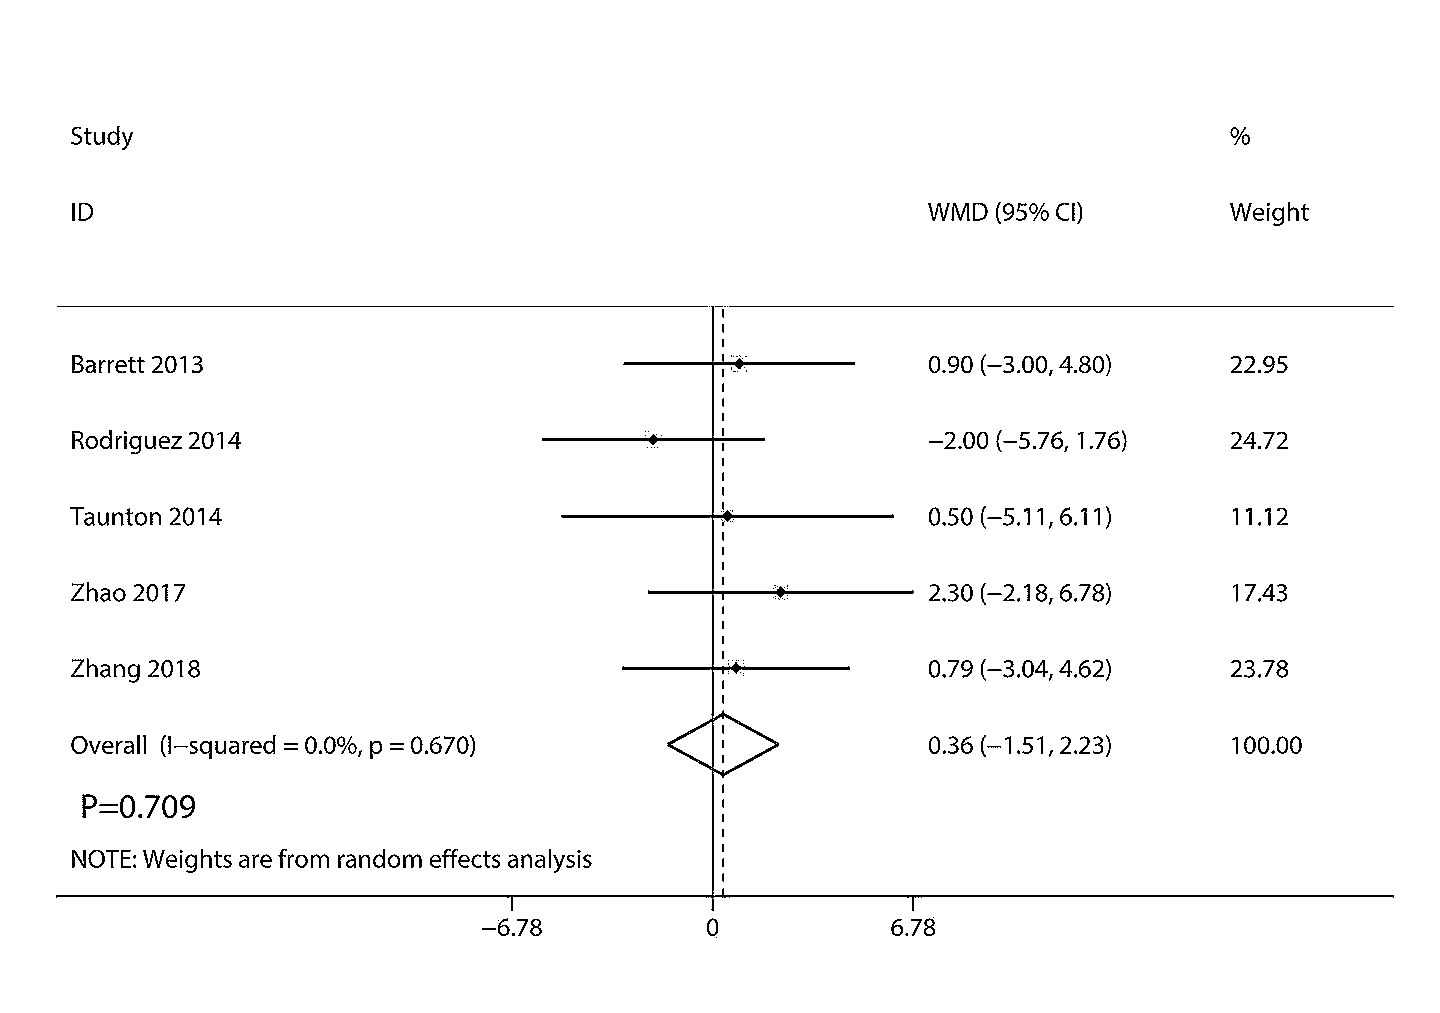 Study %
ID WMD (95% CI) Weight
Barrett 2013 0.90 (−3.00, 4.80) 22.95
Rodriguez 2014 −2.00 (−5.76, 1.76) 24.72
Taunton 2014 0.50 (−5.11, 6.11) 11.12
Zhao 2017 2.30 (−2.18, 6.78) 17.43
Zhang 2018 0.79 (−3.04, 4.62) 23.78
Overall (I−squared = 0.0%, p = 0.670) 0.36 (−1.51, 2.23) 100.00
P=0.709
NOTE: Weights are from random effects analysis
−6.78 0 6.78